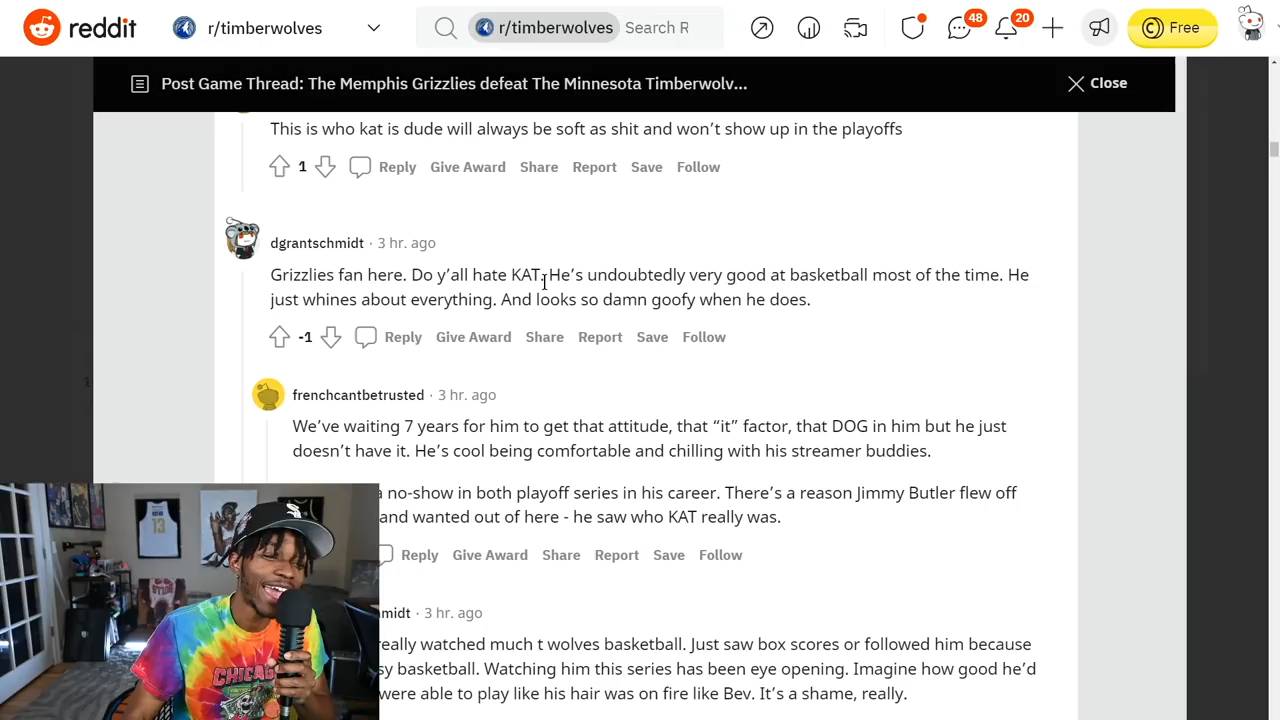 reddit
r/timberwolves
r/timberwolves Search R
48
20
Free
Post Game Thread: The Memphis Grizzlies defeat The Minnesota Timberwolv...
Close
This is who kat is dude will always be soft as shit and won't show up in the playoffs
1 Reply Give Award Share Report Save Follow
dgrantschmidt · 3 hr. ago
Grizzlies fan here. Do y'all hate KAT. He's undoubtedly very good at basketball most of the time. He
just whines about everything. And looks so damn goofy when he does.
-1 Reply Give Award Share Report Save Follow
frenchcantbetrusted · 3 hr. ago
We've waiting 7 years for him to get that attitude, that “it” factor, that DOG in him but he just
doesn't have it. He's cool being comfortable and chilling with his streamer buddies.
a no-show in both playoff series in his career. There's a reason Jimmy Butler flew off
and wanted out of here - he saw who KAT really was.
Reply Give Award Share Report Save Follow
midt · 3 hr. ago
eally watched much t wolves basketball. Just saw box scores or followed him because
sy basketball. Watching him this series has been eye opening. Imagine how good he'd
were able to play like his hair was on fire like Bev. It's a shame, really.
13
CHICAG